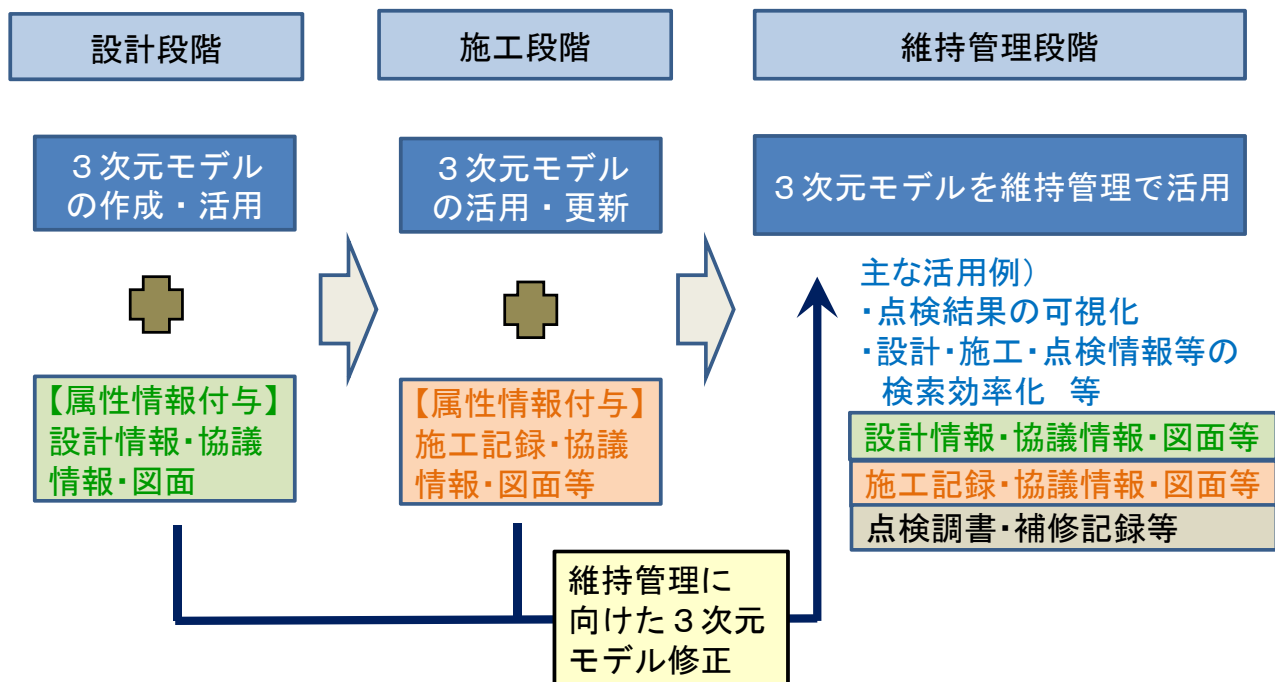 設計段階
施工段階
維持管理段階
３次元モデル
の作成・活用
３次元モデル
の活用・更新
３次元モデルを維持管理で活用
【属性情報付与】
設計情報・協議
情報・図面
【属性情報付与】
施工記録・協議
情報・図面等
主な活用例）
・点検結果の可視化
・設計・施工・点検情報等の
検索効率化　等
設計情報・協議情報・図面等
施工記録・協議情報・図面等
点検調書・補修記録等
維持管理に
向けた３次元
モデル修正